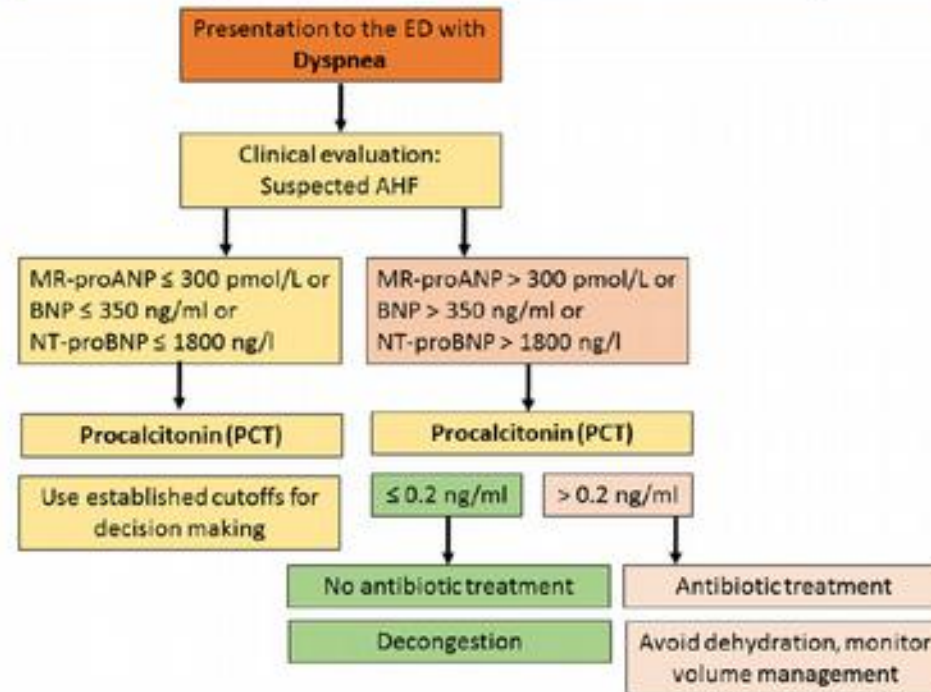 Presentation to the ED with
Dyspnea
Clinical evaluation:
Suspected AHF
MR-proANP ≤ 300 pmol/L or
BNP ≤ 350 ng/ml or
NT-proBNP ≤ 1800 ng/l
MR-proANP > 300 pmol/L or
BNP > 350 ng/ml or
NT-proBNP > 1800 ng/l
Procalcitonin (PCT)
Procalcitonin (PCT)
Use established cutoffs for
decision making
≤ 0.2 ng/ml
> 0.2 ng/ml
No antibiotic treatment
Antibiotic treatment
Decongestion
Avoid dehydration, monitor
volume management